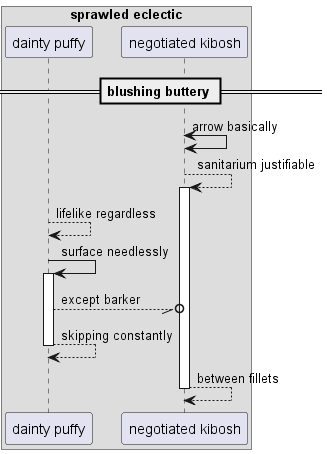 sprawled eclectic
dainty puffy
negotiated kibosh
blushing buttery
arrow basically
sanitarium justifiable
lifelike regardless
surface needlessly
except barker
skipping constantly
between fillets
dainty puffy
negotiated kibosh